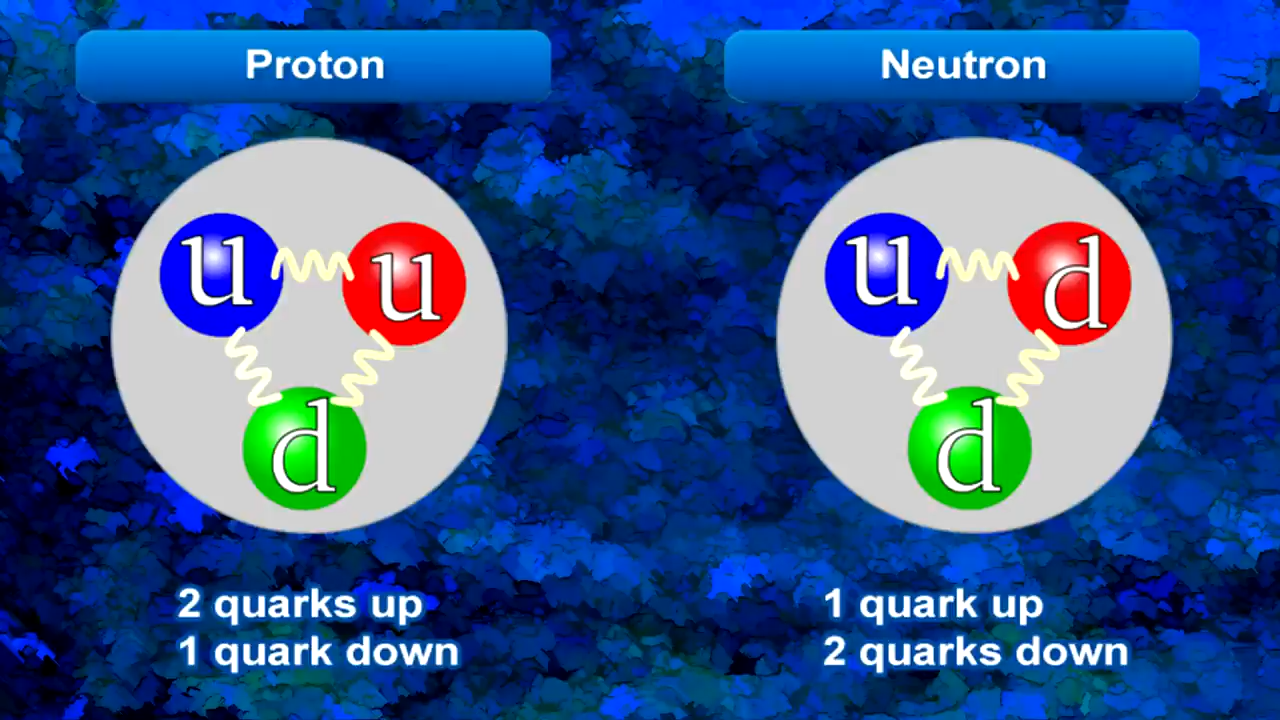 Proton
u u
d
2 quarks up
1 quark down
Neutron
u d
d
1 quark up
2 quarks down